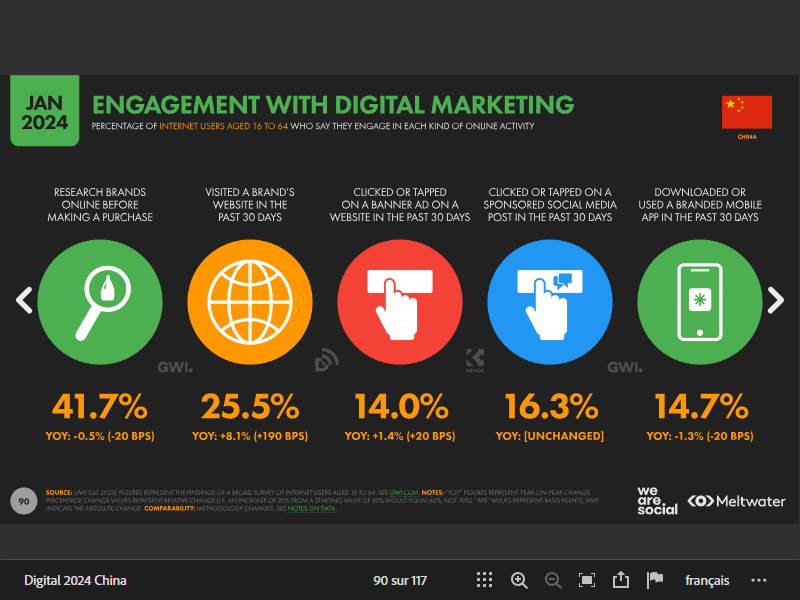 JAN
2024
ENGAGEMENT WITH DIGITAL MARKETING
PERCENTAGE OF INTERNET USERS AGED 16 TO 64 WHO SAY THEY ENGAGE IN EACH KIND OF ONLINE ACTIVITY
CHINA
RESEARCH BRANDS
ONLINE BEFORE
MAKING A PURCHASE
VISITED A BRAND'S
WEBSITE IN THE
PAST 30 DAYS
CLICKED OR TAPPED
ON A BANNER AD ON A
WEBSITE IN THE PAST 30 DAYS
CLICKED OR TAPPED ON A
SPONSORED SOCIAL MEDIA
POST IN THE PAST 30 DAYS
DOWNLOADED OR
USED A BRANDED MOBILE
APP IN THE PAST 30 DAYS
GWI.
KEPIOS
GWI.
41.7%
YOY: -0.5% (-20 BPS)
25.5%
YOY: +8.1% (+190 BPS)
14.0%
YOY: +1.4% (+20 BPS)
16.3%
YOY: [UNCHANGED]
14.7%
YOY: -1.3% (-20 BPS)
90
SOURCE: GWI (Q3 2023). FIGURES REPRESENT THE FINDINGS OF A BROAD SURVEY OF INTERNET USERS AGED 16 TO 64. SEE GWI.COM. NOTES: "YOY" FIGURES REPRESENT YEAR-ON-YEAR CHANGE.
PERCENTAGE CHANGE VALUES REPRESENT RELATIVE CHANGE (I.E. AN INCREASE OF 20% FROM A STARTING VALUE OF 50% WOULD EQUAL 60%, NOT 70%). "BPS" VALUES REPRESENT BASIS POINTS, AND
INDICATE THE ABSOLUTE CHANGE. COMPARABILITY: METHODOLOGY CHANGES. SEE NOTES ON DATA.
we
are.
social
Meltwater
Digital 2024 China
90 sur 117
français